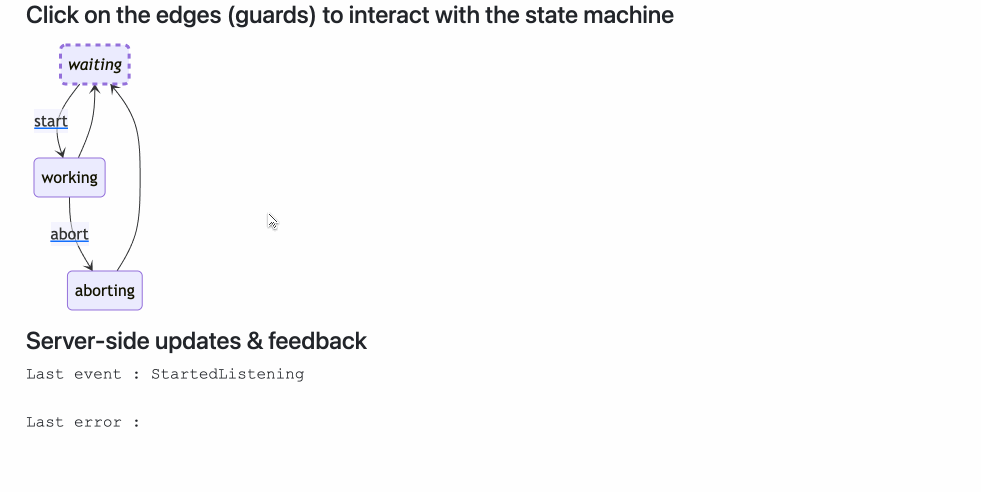 Click on the edges (guards) to interact with the state machine
waiting
start
working
abort
aborting
Server-side updates & feedback
Last event : StartedListening
Last error :